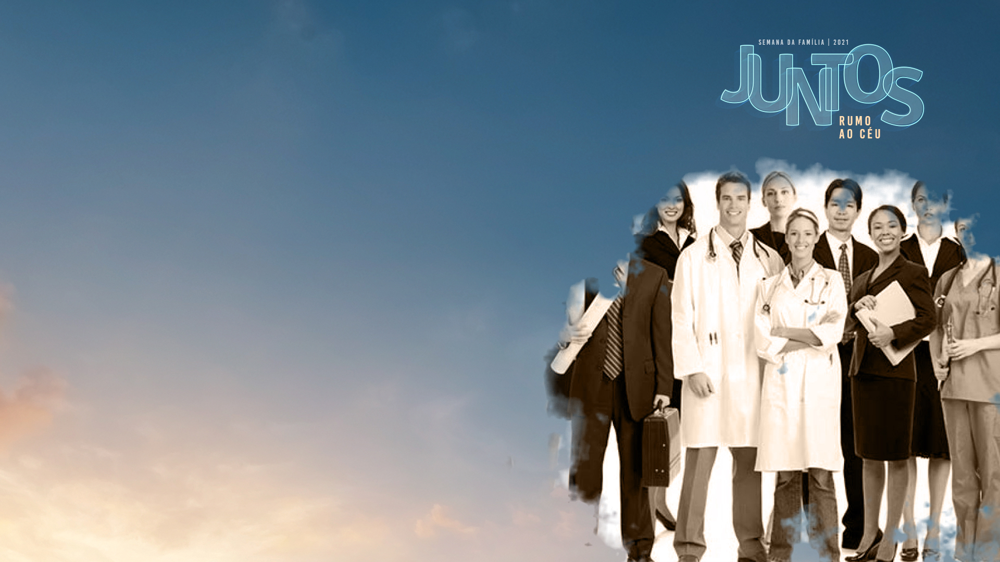 SEMANA DA FAMÍLIA | 2021
JUNTOS
RUMO
AO CÉU